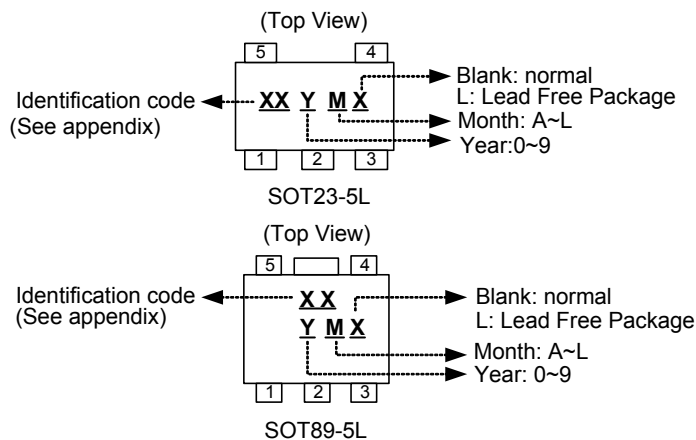 (Top View)
5 4
Identification code
(See appendix)
XX Y M X
Blank: normal
L: Lead Free Package
Month: A~L
Year:0~9
1 2 3
SOT23-5L
(Top View)
5 4
Identification code
(See appendix)
X X
Y M X
Blank: normal
L: Lead Free Package
Month: A~L
Year: 0~9
1 2 3
SOT89-5L